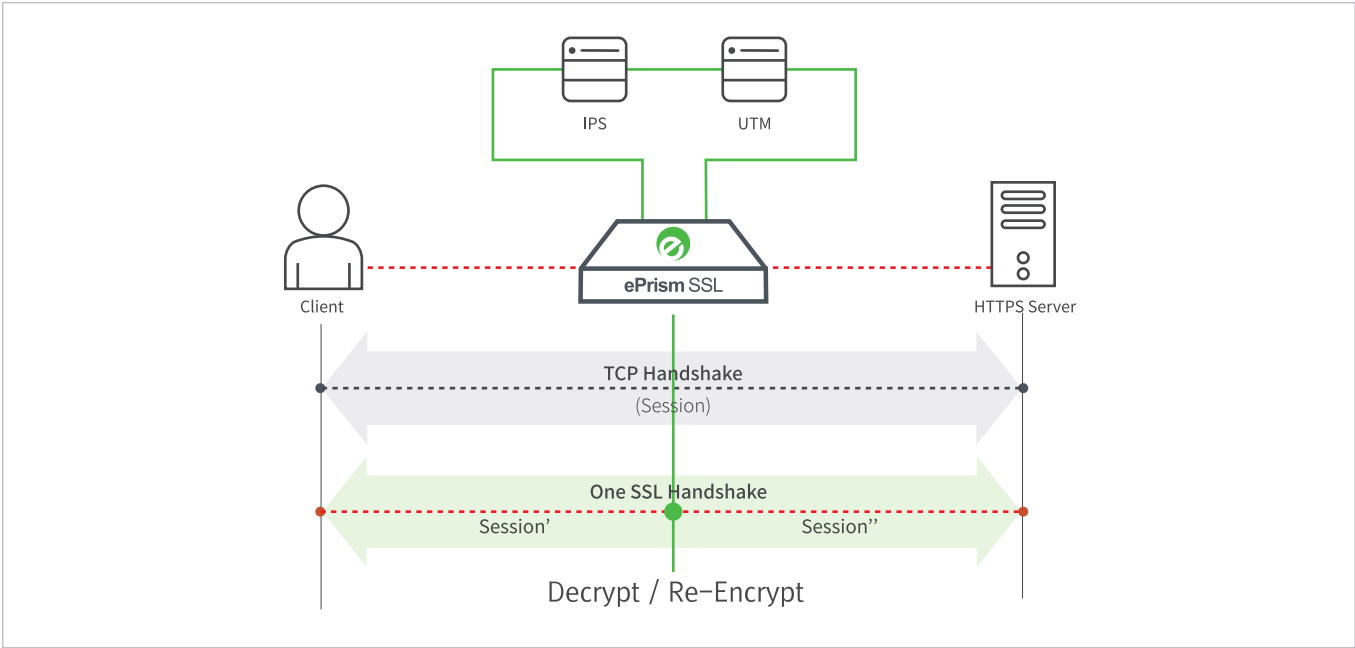 IPS
UTM
ePrism SSL
Client
HTTPS Server
TCP Handshake
(Session)
One SSL Handshake
Session’
Session’’
Decrypt / Re-Encrypt